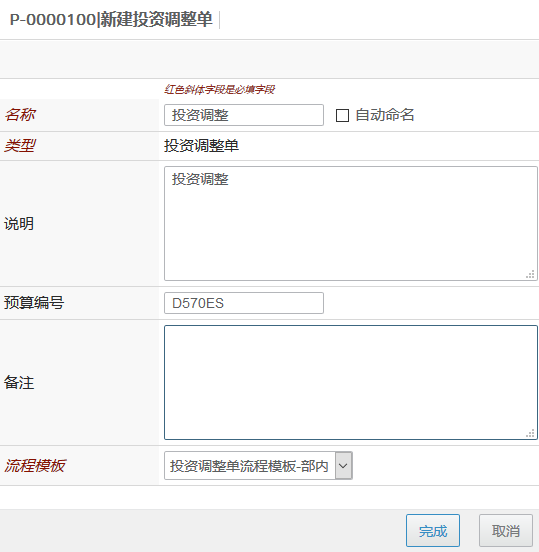 P-0000100|新建投资调整单
红色斜体字段是必填字段
名称 投资调整 自动命名
类型 投资调整单
说明 投资调整
预算编号 D570ES
备注
流程模板 投资调整单流程模板-部内
完成 取消